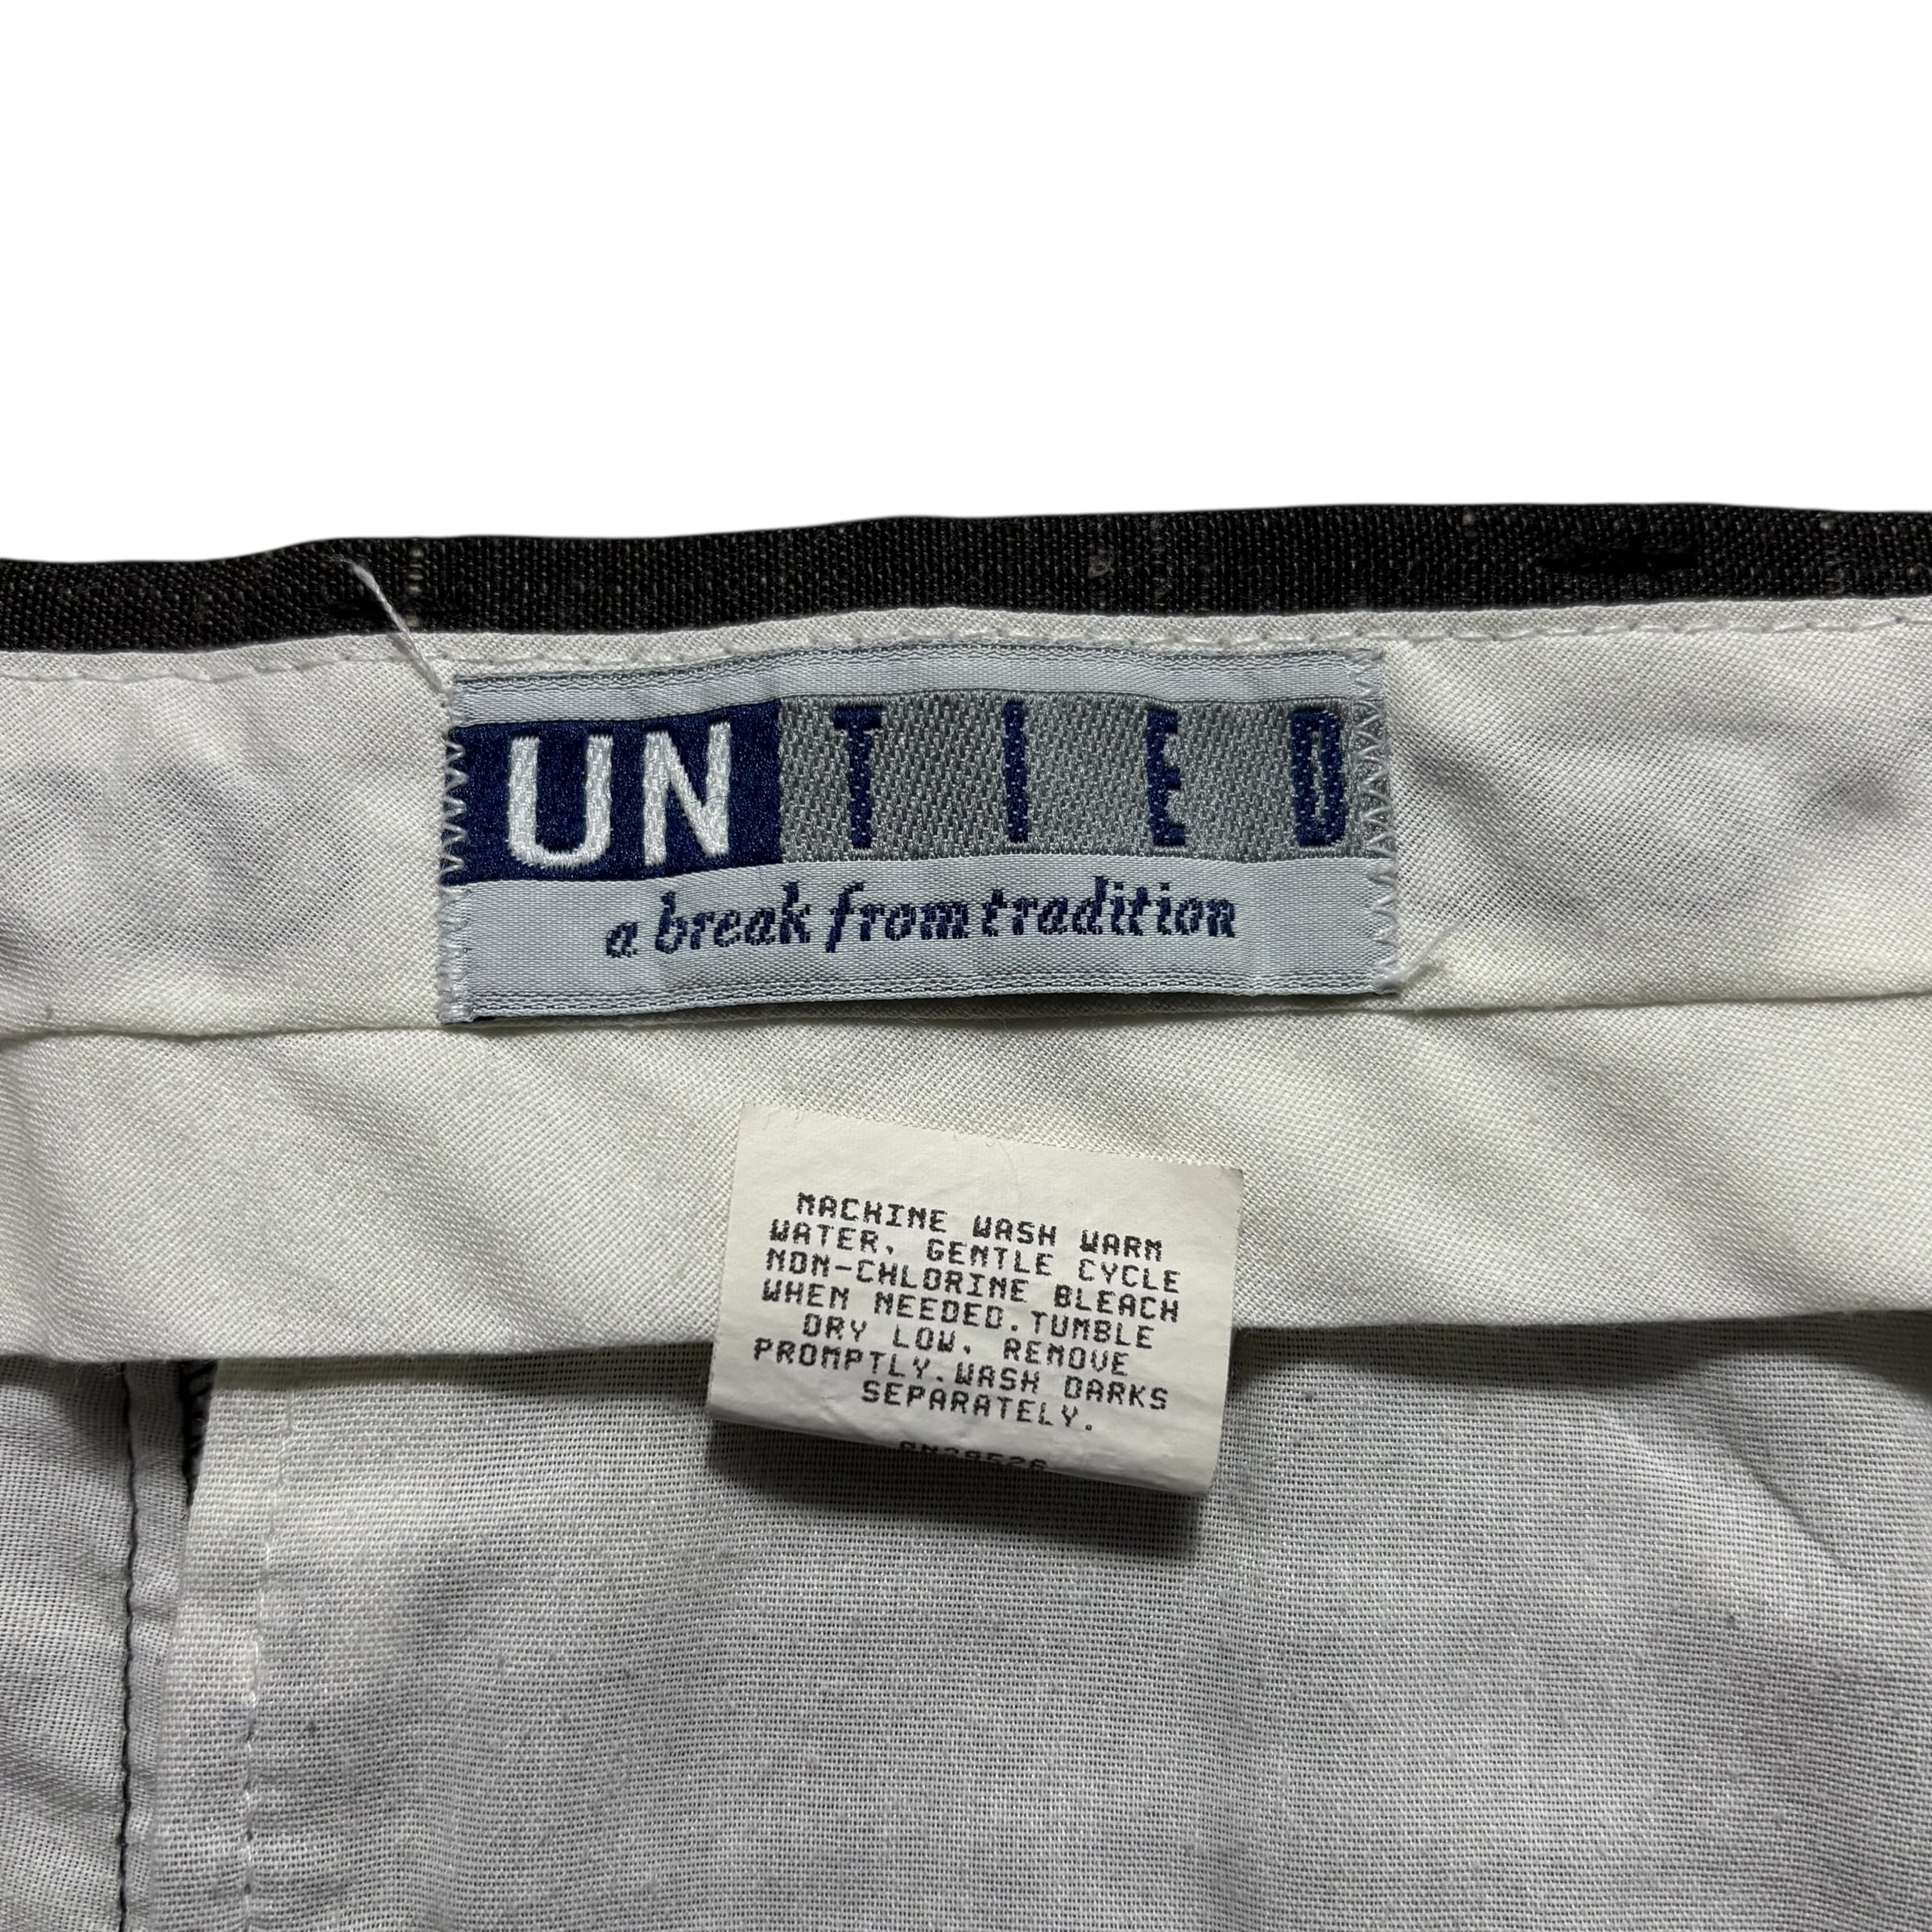 UNTIED
a break from tradition
MACHINE WASH WARM
WATER, GENTLE CYCLE
NON-CHLORINE BLEACH
WHEN NEEDED.TUMBLE
DRY LOW, REMOVE
PROMPTLY.WASH DARKS
SEPARATELY.